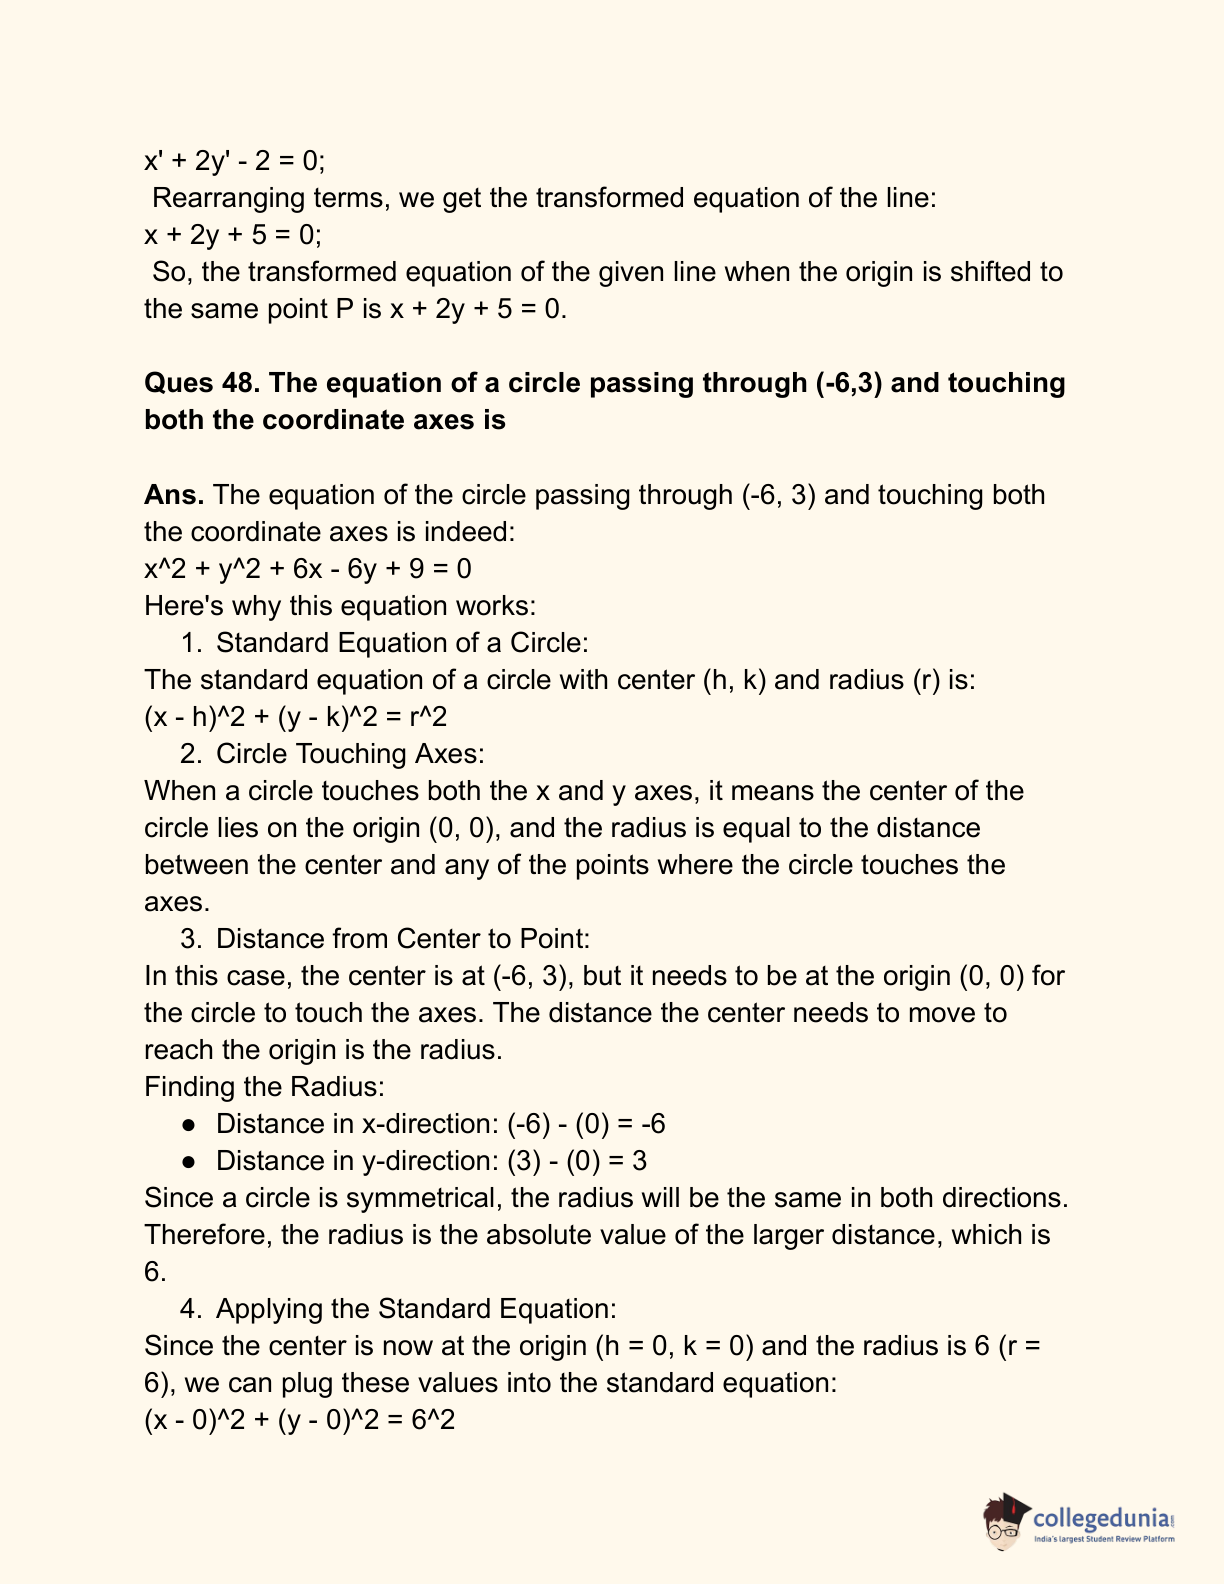 x' + 2y' - 2 = 0;
Rearranging terms, we get the transformed equation of the line:
x + 2y + 5 = 0;
So, the transformed equation of the given line when the origin is shifted to
the same point P is x + 2y + 5 = 0.
Ques 48. The equation of a circle passing through (-6,3) and touching
both the coordinate axes is
Ans. The equation of the circle passing through (-6, 3) and touching both
the coordinate axes is indeed:
x^2 + y^2 + 6x - 6y + 9 = 0
Here's why this equation works:
1. Standard Equation of a Circle:
The standard equation of a circle with center (h, k) and radius (r) is:
(x - h)^2 + (y - k)^2 = r^2
2. Circle Touching Axes:
When a circle touches both the x and y axes, it means the center of the
circle lies on the origin (0, 0), and the radius is equal to the distance
between the center and any of the points where the circle touches the
axes.
3. Distance from Center to Point:
In this case, the center is at (-6, 3), but it needs to be at the origin (0, 0) for
the circle to touch the axes. The distance the center needs to move to
reach the origin is the radius.
Finding the Radius:
● Distance in x-direction: (-6) - (0) = -6
● Distance in y-direction: (3) - (0) = 3
Since a circle is symmetrical, the radius will be the same in both directions.
Therefore, the radius is the absolute value of the larger distance, which is
6.
4. Applying the Standard Equation:
Since the center is now at the origin (h = 0, k = 0) and the radius is 6 (r =
6), we can plug these values into the standard equation:
(x - 0)^2 + (y - 0)^2 = 6^2
collegedunia.com
India's largest Student Review Platform